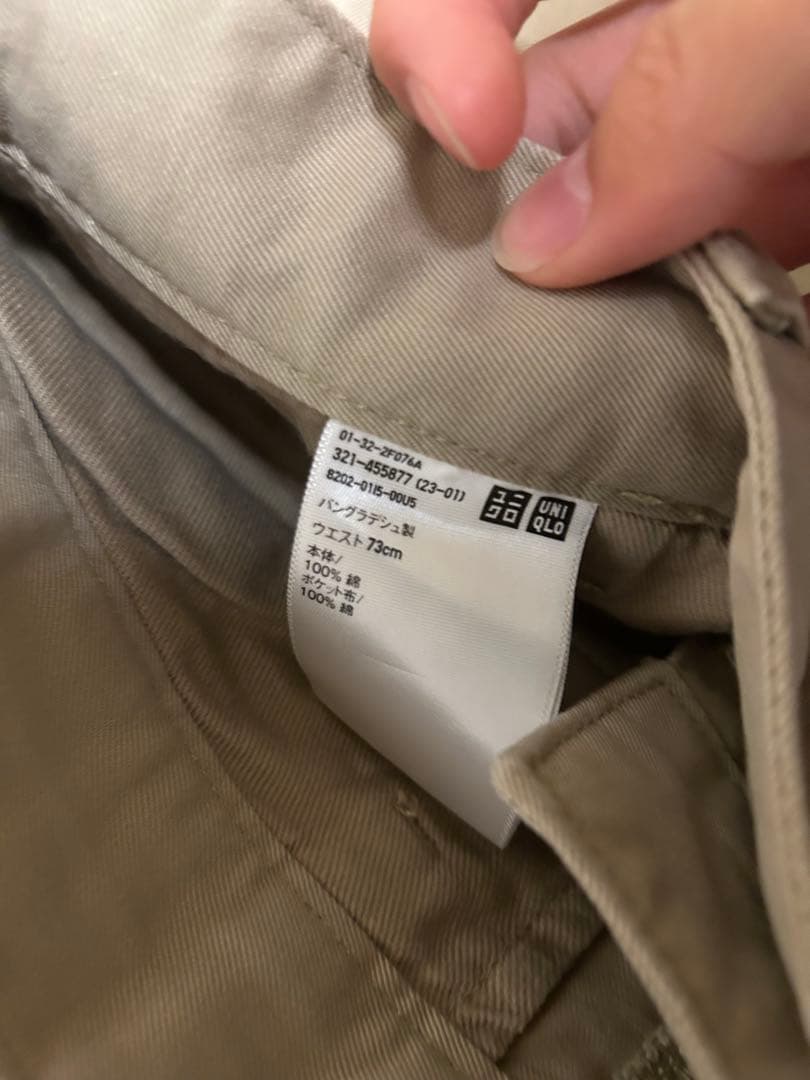 01-32-2F076A
321-455877 (23-01)
8202-0115-00U5
バングラデシュ製
ウエスト 73cm
本体/
100% 綿
ポケット布/
100% 綿
ユニ
クロ
UNI
QLO